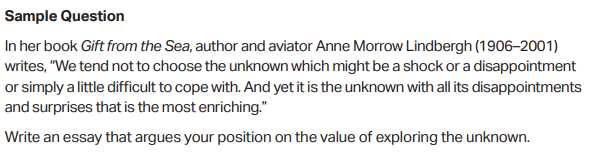 Sample Question
In her book Gift from the Sea, author and aviator Anne Morrow Lindbergh (1906–2001)
writes, “We tend not to choose the unknown which might be a shock or a disappointment
or simply a little difficult to cope with. And yet it is the unknown with all its disappointments
and surprises that is the most enriching.”
Write an essay that argues your position on the value of exploring the unknown.